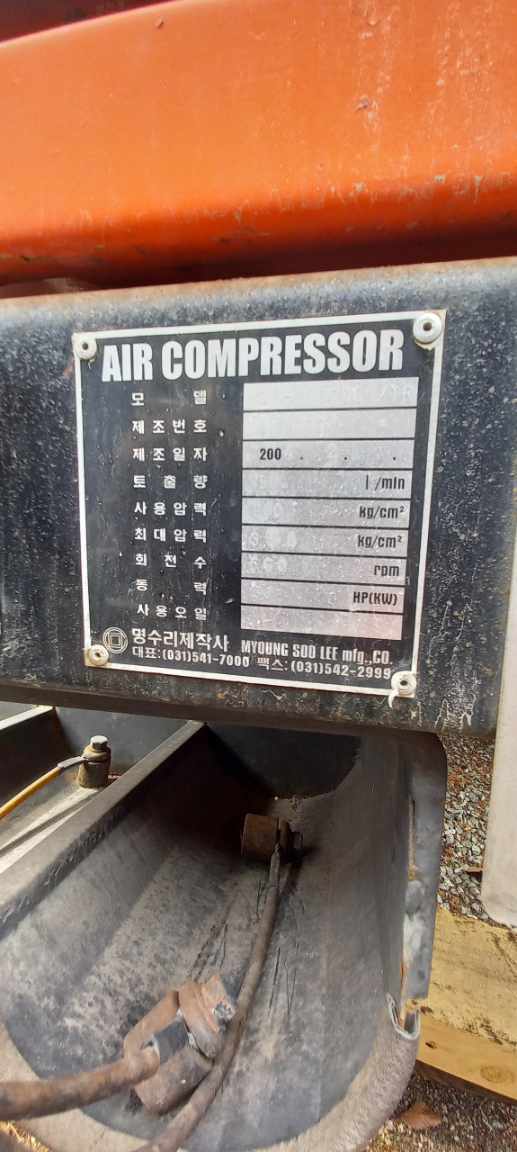 AIR COMPRESSOR
모 델
제조번호
제조일자 200 . . .
토출량 l/min
사용압력 kg/cm²
최대압력 kg/cm²
회전수 rpm
동력 HP(KW)
사용오일
명수리제작사 MYOUNG SOO LEE mfg.,CO.
대표:(031)541-7000 팩스:(031)542-2999